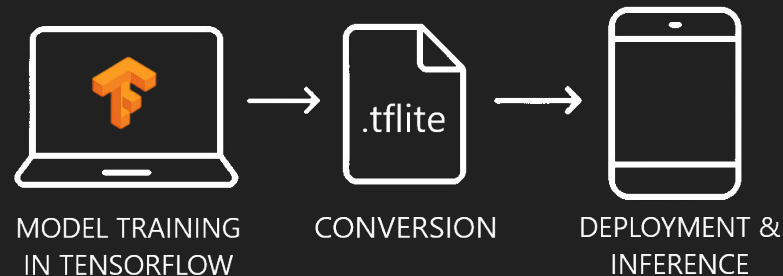 .tflite
MODEL TRAINING
IN TENSORFLOW
CONVERSION
DEPLOYMENT &
INFERENCE